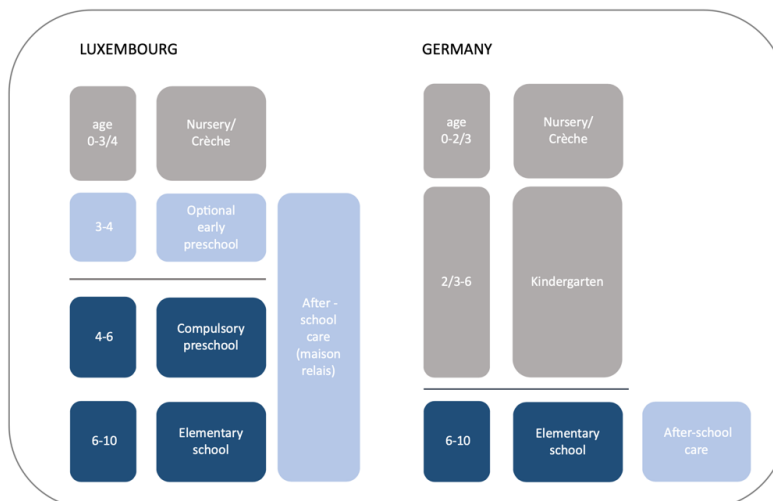 LUXEMBOURG
age
0-3/4
Nursery/
Crèche
3-4
Optional
early
preschool
4-6
Compulsory
preschool
6-10
Elementary
school
After -
school
care
(maison
relais)
GERMANY
age
0-2/3
Nursery/
Crèche
2/3-6
Kindergarten
6-10
Elementary
school
After-school
care